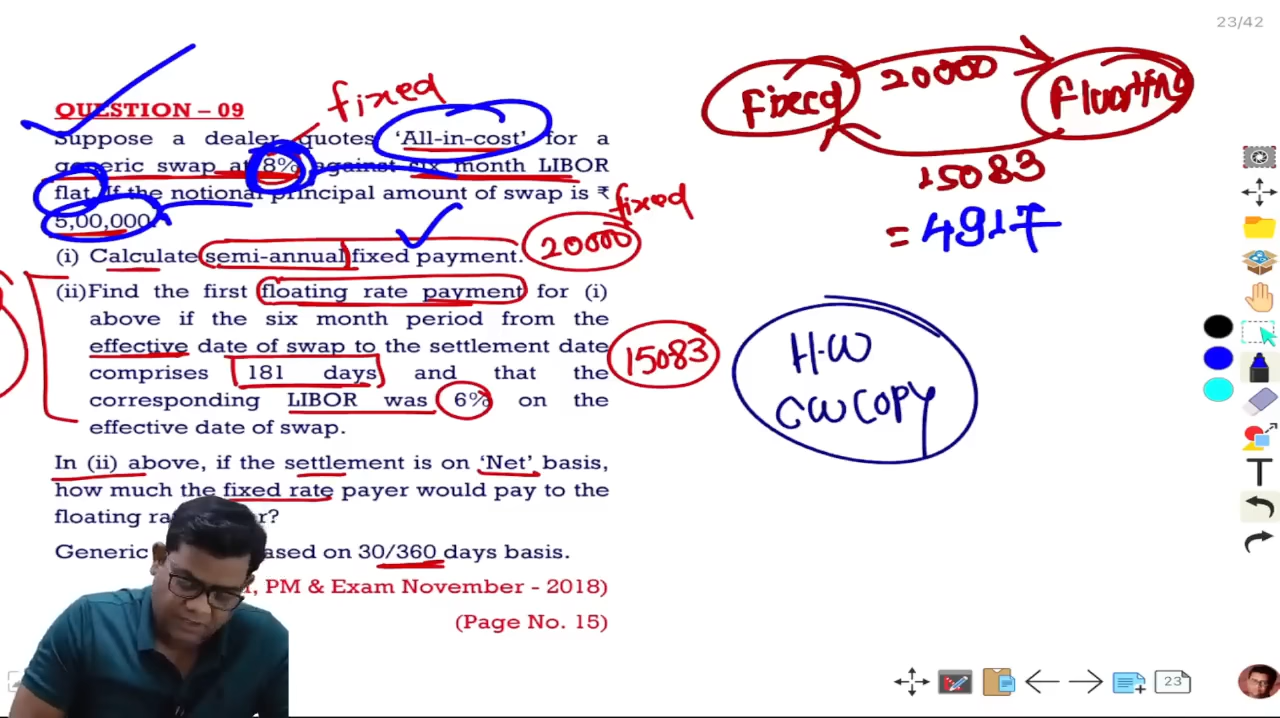 23/42
QUESTION – 09
fixed
Suppose a dealer quotes 'All-in-cost' for a
generic swap at 8% against six month LIBOR
flat. If the notional principal amount of swap is ₹
5,00,000.
(i) Calculate semi-annual fixed payment.
20000
fixed
(ii)Find the first floating rate payment for (i)
above if the six month period from the
effective date of swap to the settlement date
comprises 181 days and that the
corresponding LIBOR was 6% on the
effective date of swap.
15083
In (ii) above, if the settlement is on 'Net' basis,
how much the fixed rate payer would pay to the
floating
Generic
ased on 30/360 days basis.
, PM & Exam November - 2018)
(Page No. 15)
Fixed
20000
15083
= 4917
H.W
CW COPY
T
23